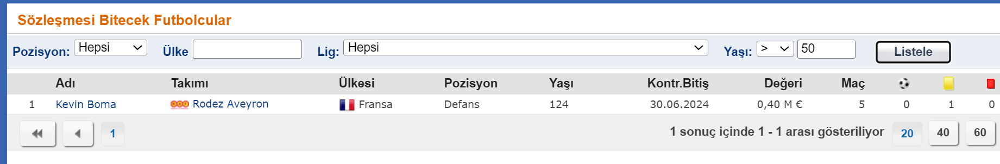 Sözleşmesi Bitecek Futbolcular
Pozisyon: Hepsi Ülke Lig: Hepsi Yaşı: > 50 Listele
Adı Takımı Ülkesi Pozisyon Yaşı Kontr.Bitiş Değeri Maç
1 Kevin Boma Rodez Aveyron Fransa Defans 124 30.06.2024 0,40 M € 5 0 1 0
1 1 sonuç içinde 1 - 1 arası gösteriliyor 20 40 60